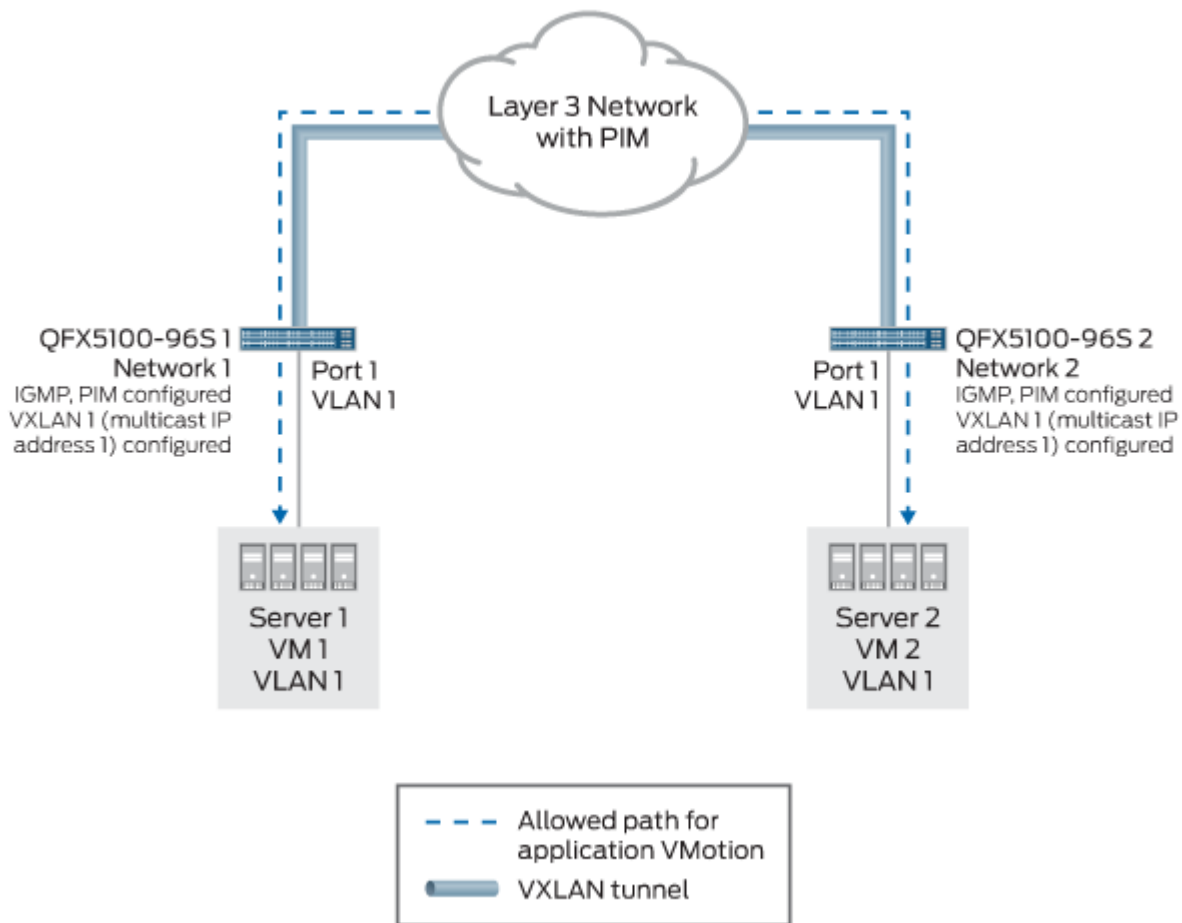 Layer 3 Network
with PIM
QFX5100-96S 1
Network 1
IGMP, PIM configured
VXLAN 1 (multicast IP
address 1) configured
Port 1
VLAN 1
Port 1
VLAN 1
QFX5100-96S 2
Network 2
IGMP, PIM configured
VXLAN 1 (multicast IP
address 1) configured
Server 1
VM 1
VLAN 1
Server 2
VM 2
VLAN 1
Allowed path for
application VMotion
VXLAN tunnel